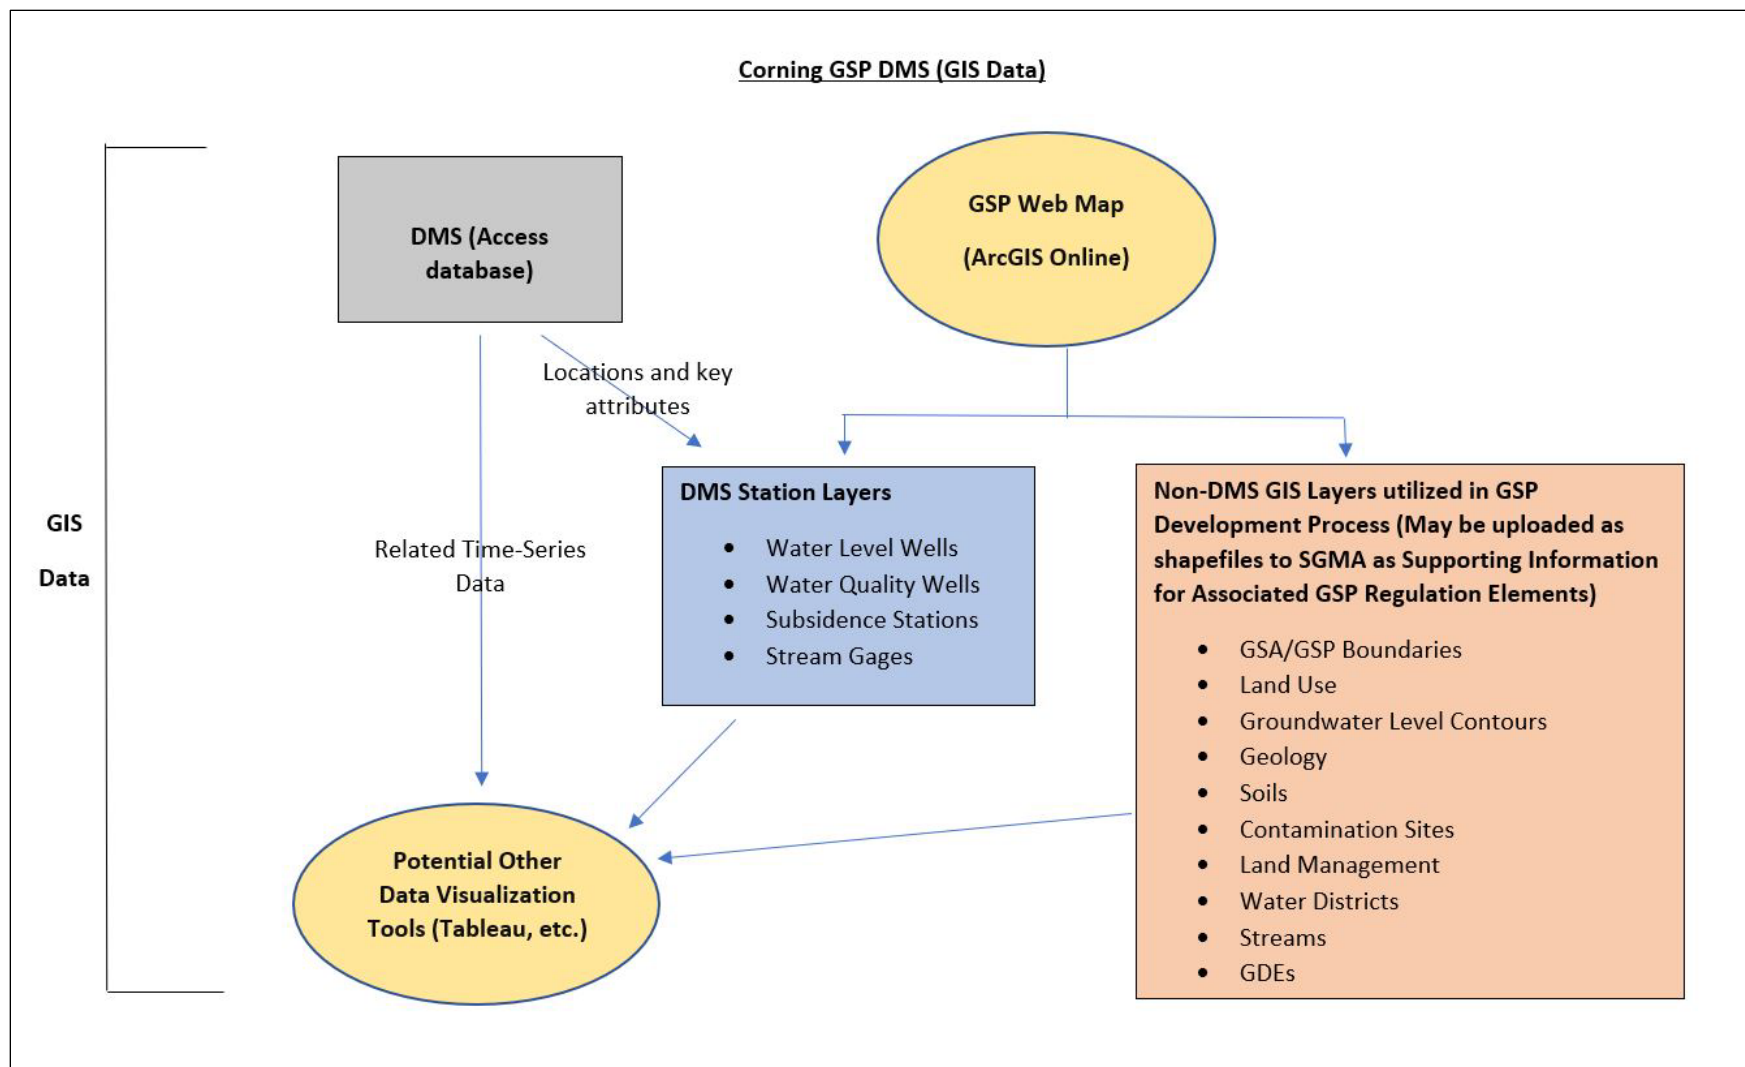 Corning GSP DMS (GIS Data)
DMS (Access
database)
GSP Web Map
(ArcGIS Online)
Locations and key
attributes
GIS
Data
Related Time-Series
Data
DMS Station Layers
• Water Level Wells
• Water Quality Wells
• Subsidence Stations
• Stream Gages
Non-DMS GIS Layers utilized in GSP
Development Process (May be uploaded as
shapefiles to SGMA as Supporting Information
for Associated GSP Regulation Elements)
• GSA/GSP Boundaries
• Land Use
• Groundwater Level Contours
• Geology
• Soils
• Contamination Sites
• Land Management
• Water Districts
• Streams
• GDEs
Potential Other
Data Visualization
Tools (Tableau, etc.)